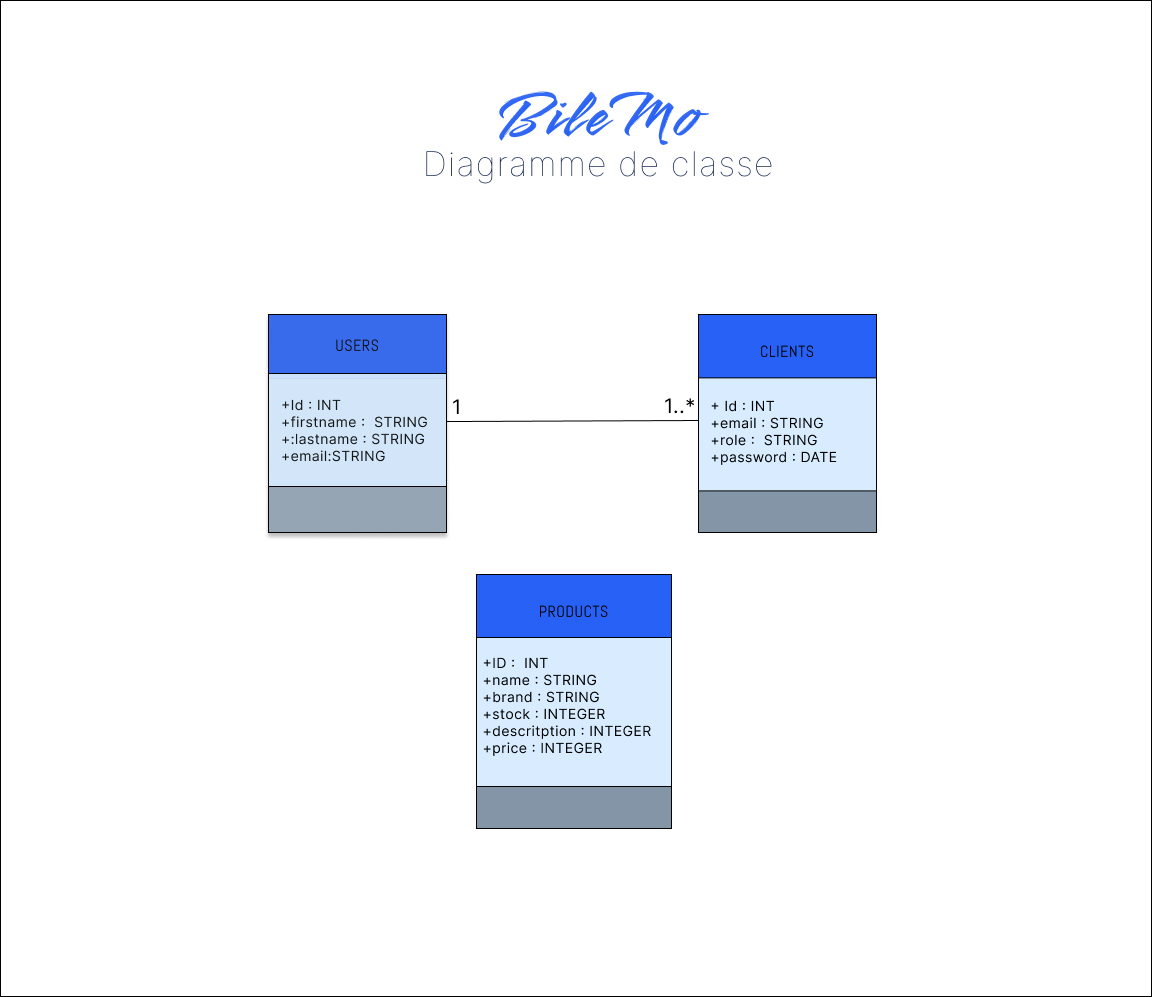 BileMo
Diagramme de classe
USERS
+Id : INT
+firstname :  STRING
+:lastname : STRING
+email:STRING
1
1..*
CLIENTS
+ Id : INT
+email : STRING
+role :  STRING
+password : DATE
PRODUCTS
+ID :  INT
+name : STRING
+brand : STRING
+stock : INTEGER
+descritption : INTEGER
+price : INTEGER